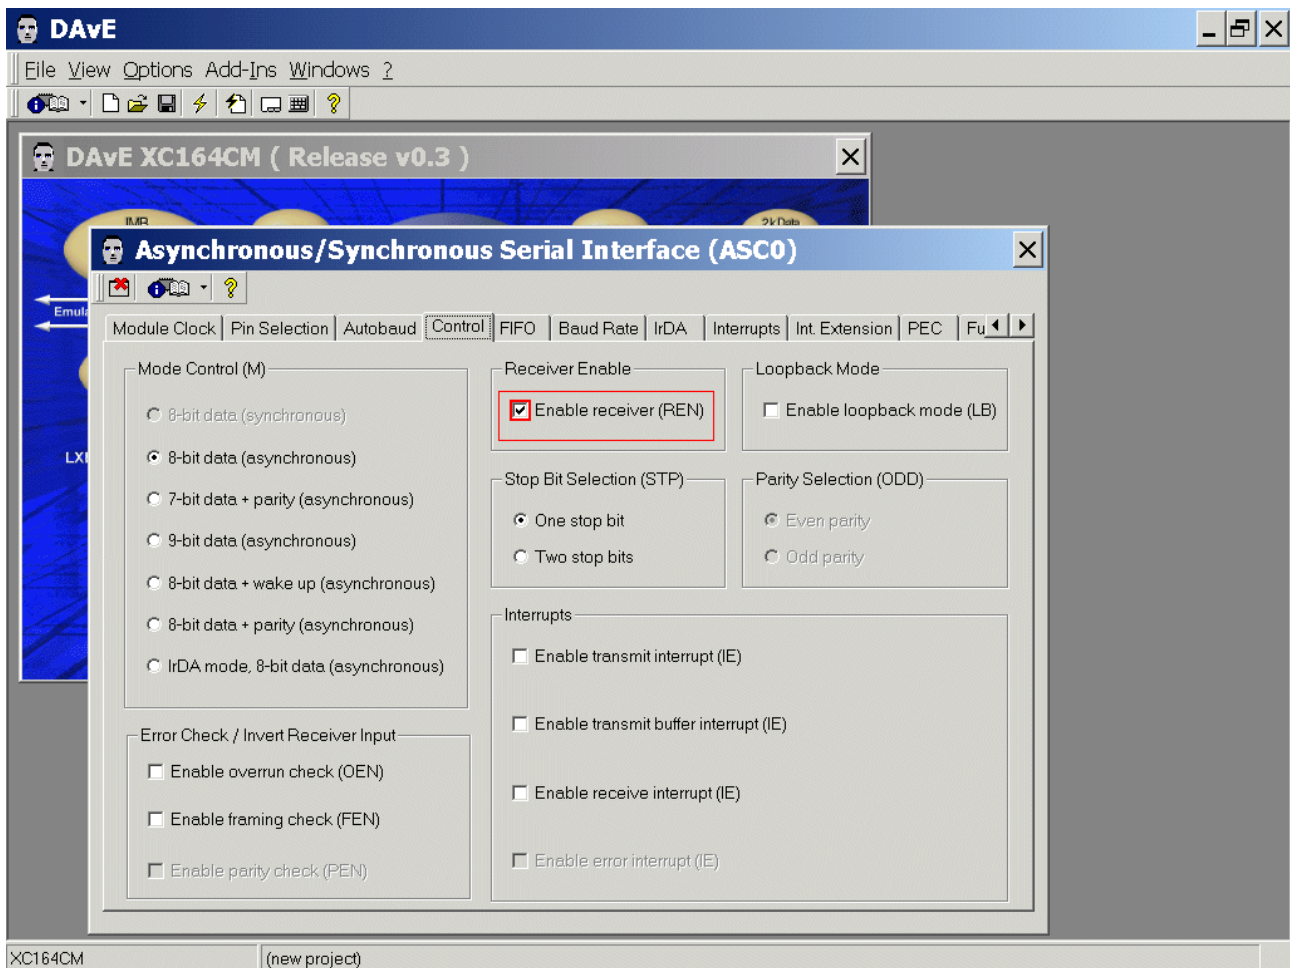 DAvE
File View Options Add-Ins Windows ?
DAvE XC164CM ( Release v0.3 )
IMB
2k Data
Asynchronous/Synchronous Serial Interface (ASC0)
Module Clock Pin Selection Autobaud Control FIFO Baud Rate IrDA Interrupts Int. Extension PEC Fu
Mode Control (M)
8-bit data (synchronous)
8-bit data (asynchronous)
7-bit data + parity (asynchronous)
9-bit data (asynchronous)
8-bit data + wake up (asynchronous)
8-bit data + parity (asynchronous)
IrDA mode, 8-bit data (asynchronous)
Receiver Enable
Enable receiver (REN)
Loopback Mode
Enable loopback mode (LB)
Stop Bit Selection (STP)
One stop bit
Two stop bits
Parity Selection (ODD)
Even parity
Odd parity
Error Check / Invert Receiver Input
Enable overrun check (OEN)
Enable framing check (FEN)
Enable parity check (PEN)
Interrupts
Enable transmit interrupt (IE)
Enable transmit buffer interrupt (IE)
Enable receive interrupt (IE)
Enable error interrupt (IE)
XC164CM
(new project)